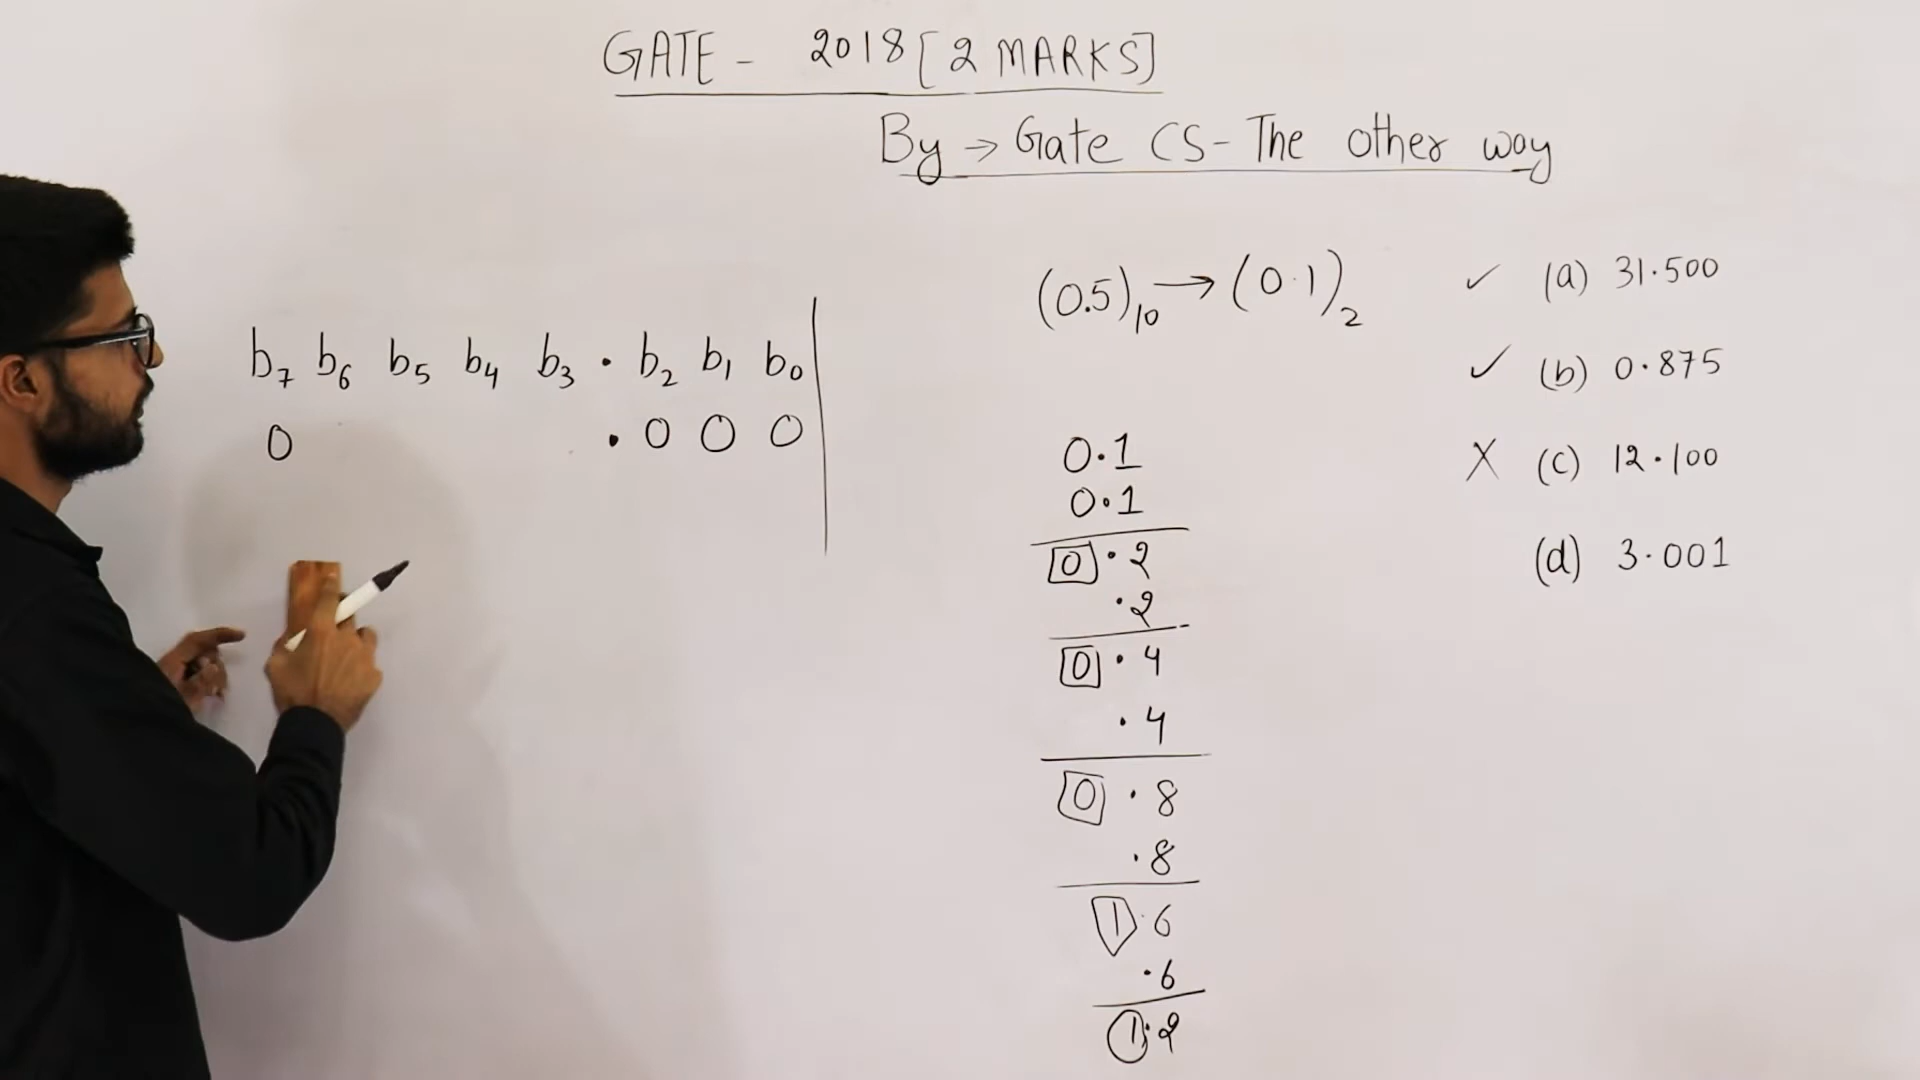 GATE - 2018 [2 MARKS]
By → Gate CS - The other way
b₇ b₆ b₅ b₄ b₃ . b₂ b₁ b₀
0 . 0 0 0
(0.5)₁₀ → (0.1)₂
0.1
0.1
0 . 2
.2
0 . 4
.4
0 . 8
.8
1.6
.6
1.2
✓ (a) 31.500
✓ (b) 0.875
X (c) 12.100
(d) 3.001